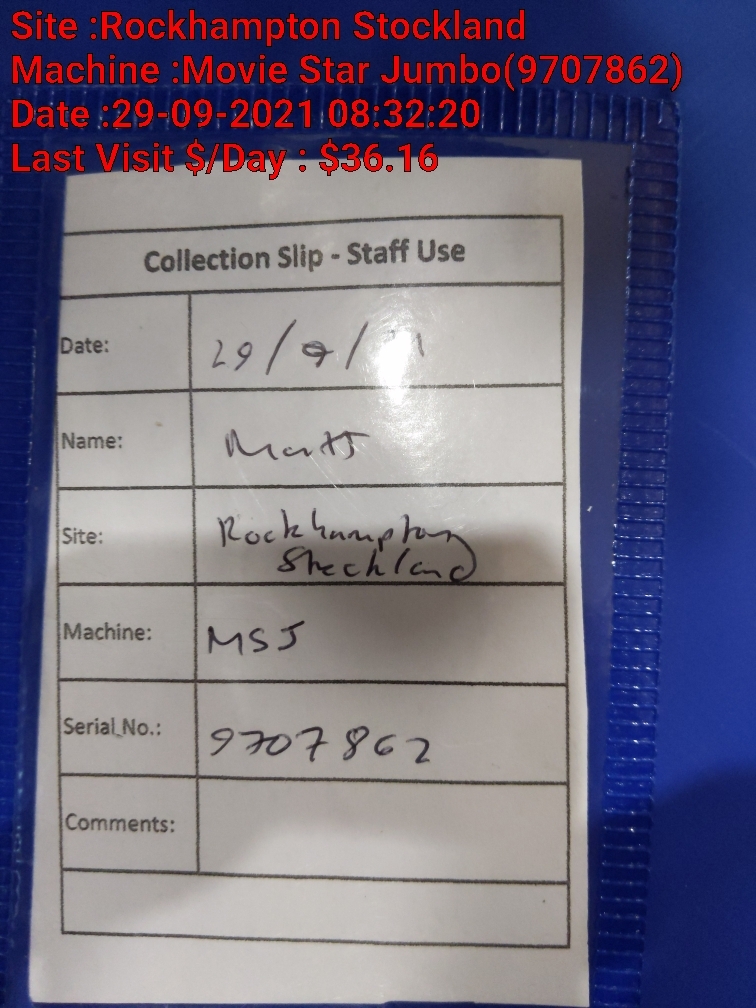 Site :Rockhampton Stockland
Machine :Movie Star Jumbo(9707862)
Date :29-09-2021 08:32:20
Last Visit $/Day : $36.16
Collection Slip - Staff Use
Date: 29/9/21
Name: Matt
Site: Rockhampton
Stockland
Machine: MSJ
Serial No.: 9707862
Comments: